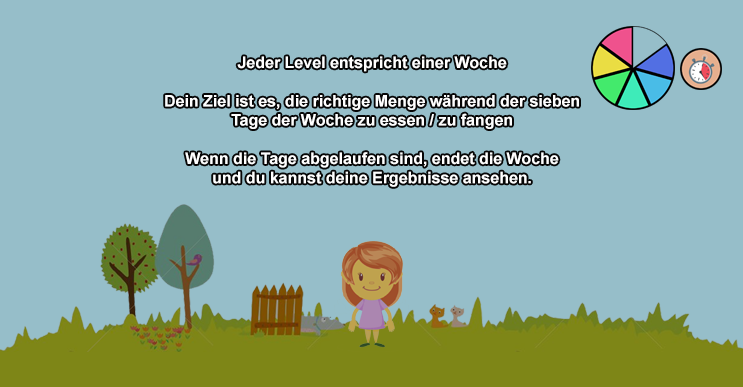 Jeder Level entspricht einer Woche
Dein Ziel ist es, die richtige Menge während der sieben
Tage der Woche zu essen / zu fangen
Wenn die Tage abgelaufen sind, endet die Woche
und du kannst deine Ergebnisse ansehen.